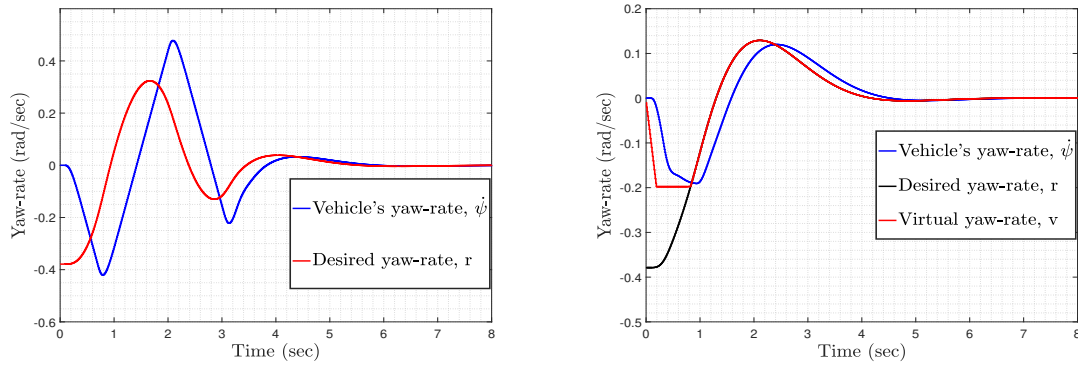 0.4
0.2
0
-0.2
-0.4
-0.6
Yaw-rate (rad/sec)
0 1 2 3 4 5 6 7 8
Time (sec)
Vehicle's yaw-rate, ψ̇
Desired yaw-rate, r
0.2
0.1
0
-0.1
-0.2
-0.3
-0.4
-0.5
Yaw-rate (rad/sec)
0 1 2 3 4 5 6 7 8
Time (sec)
Vehicle's yaw-rate, ψ̇
Desired yaw-rate, r
Virtual yaw-rate, v